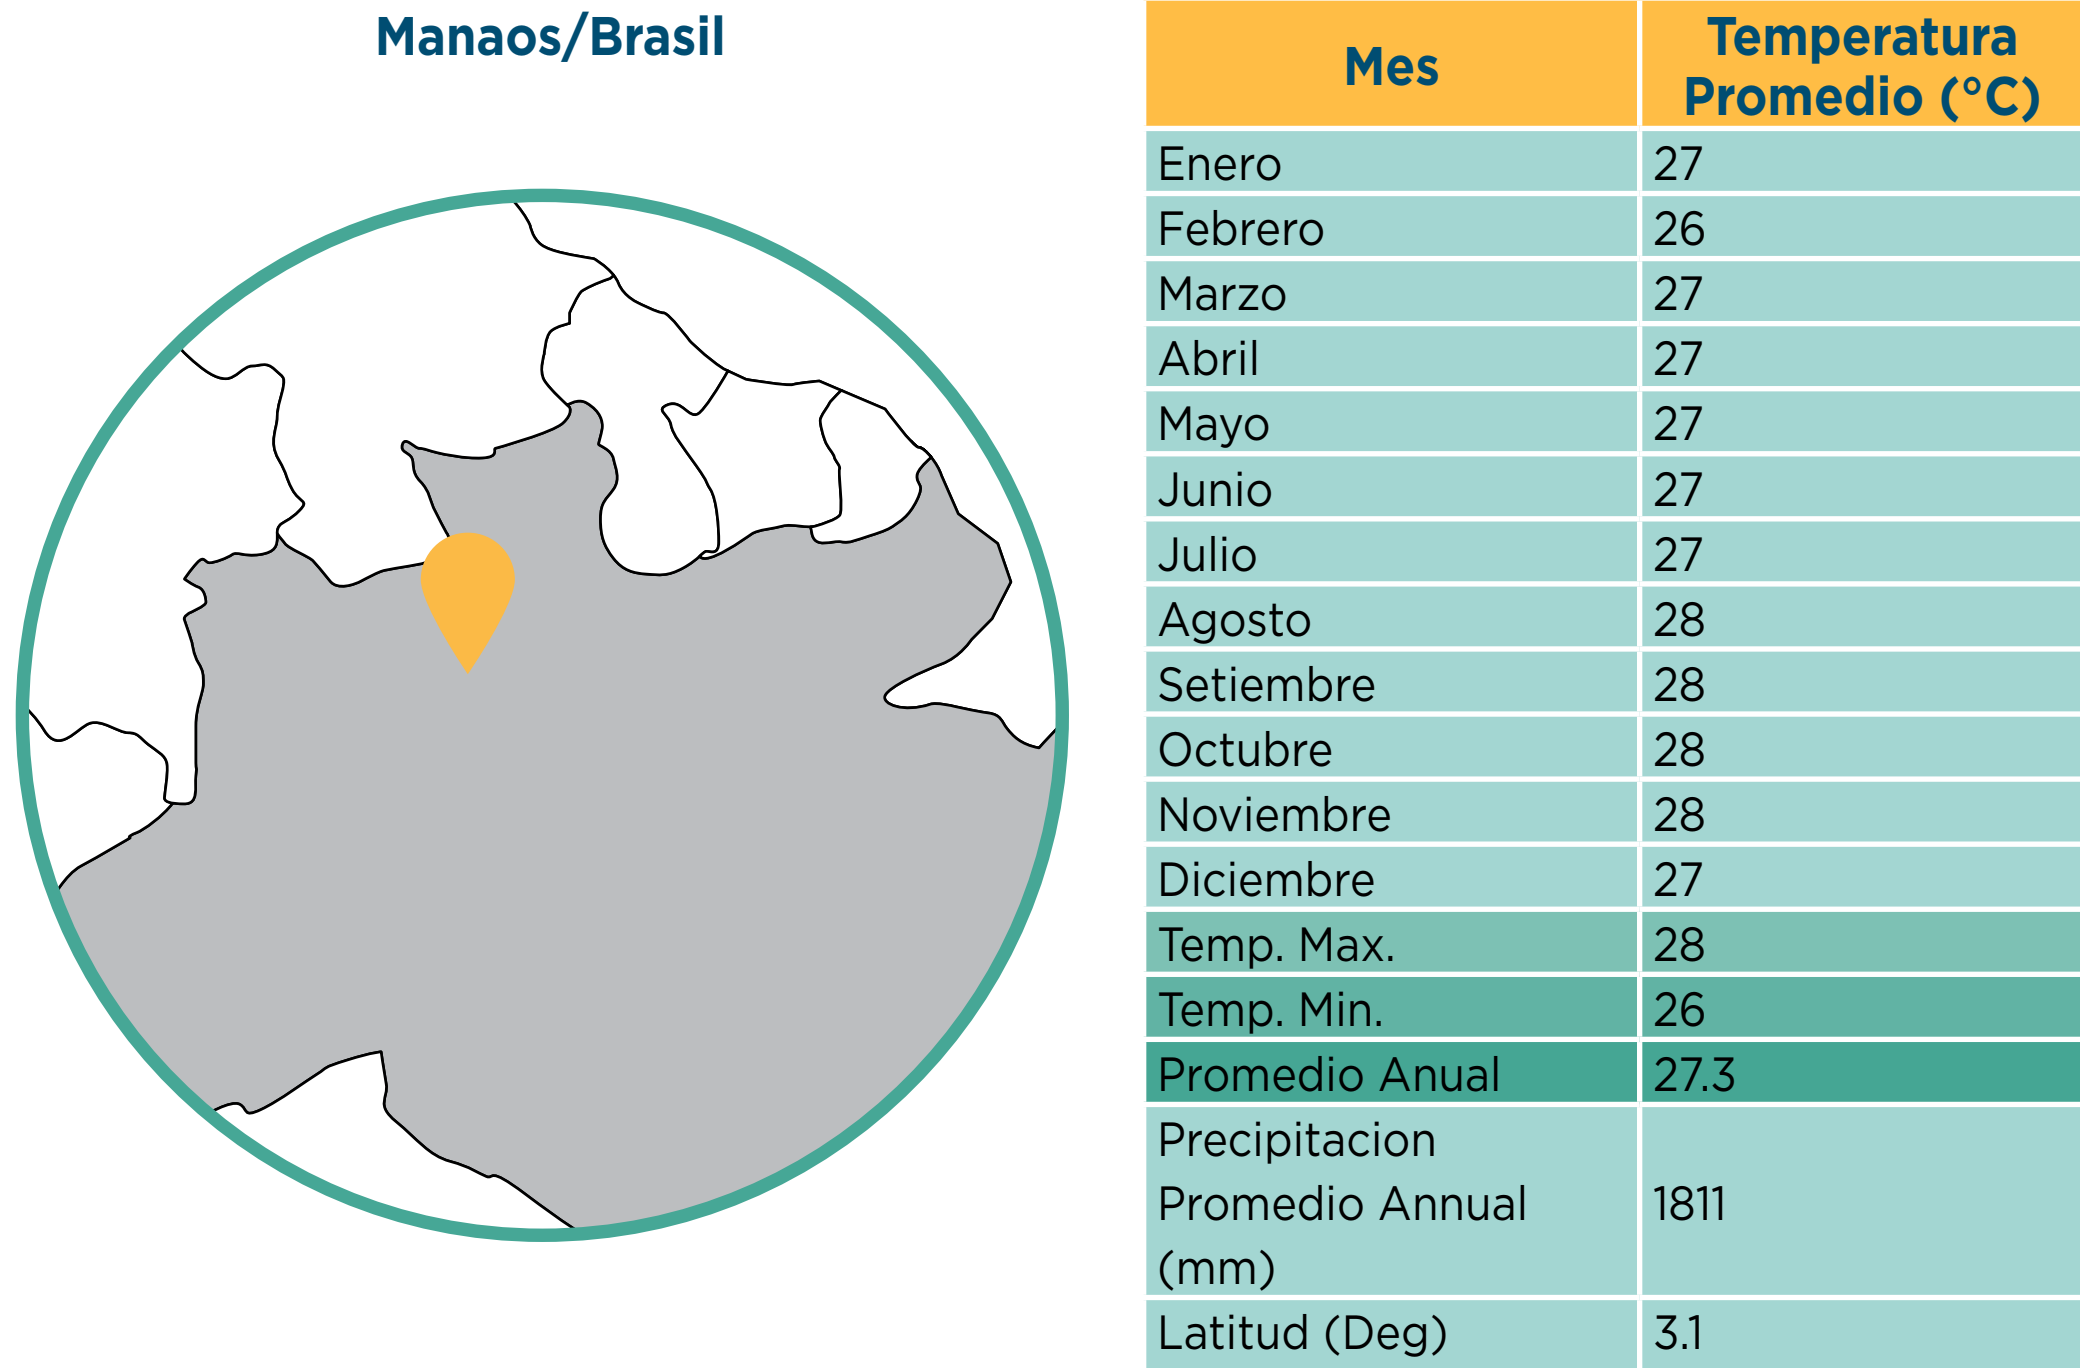 Manaos/Brasil
Mes
Temperatura
Promedio (°C)
Enero 27
Febrero 26
Marzo 27
Abril 27
Mayo 27
Junio 27
Julio 27
Agosto 28
Setiembre 28
Octubre 28
Noviembre 28
Diciembre 27
Temp. Max. 28
Temp. Min. 26
Promedio Anual 27.3
Precipitacion
Promedio Annual 1811
(mm)
Latitud (Deg) 3.1